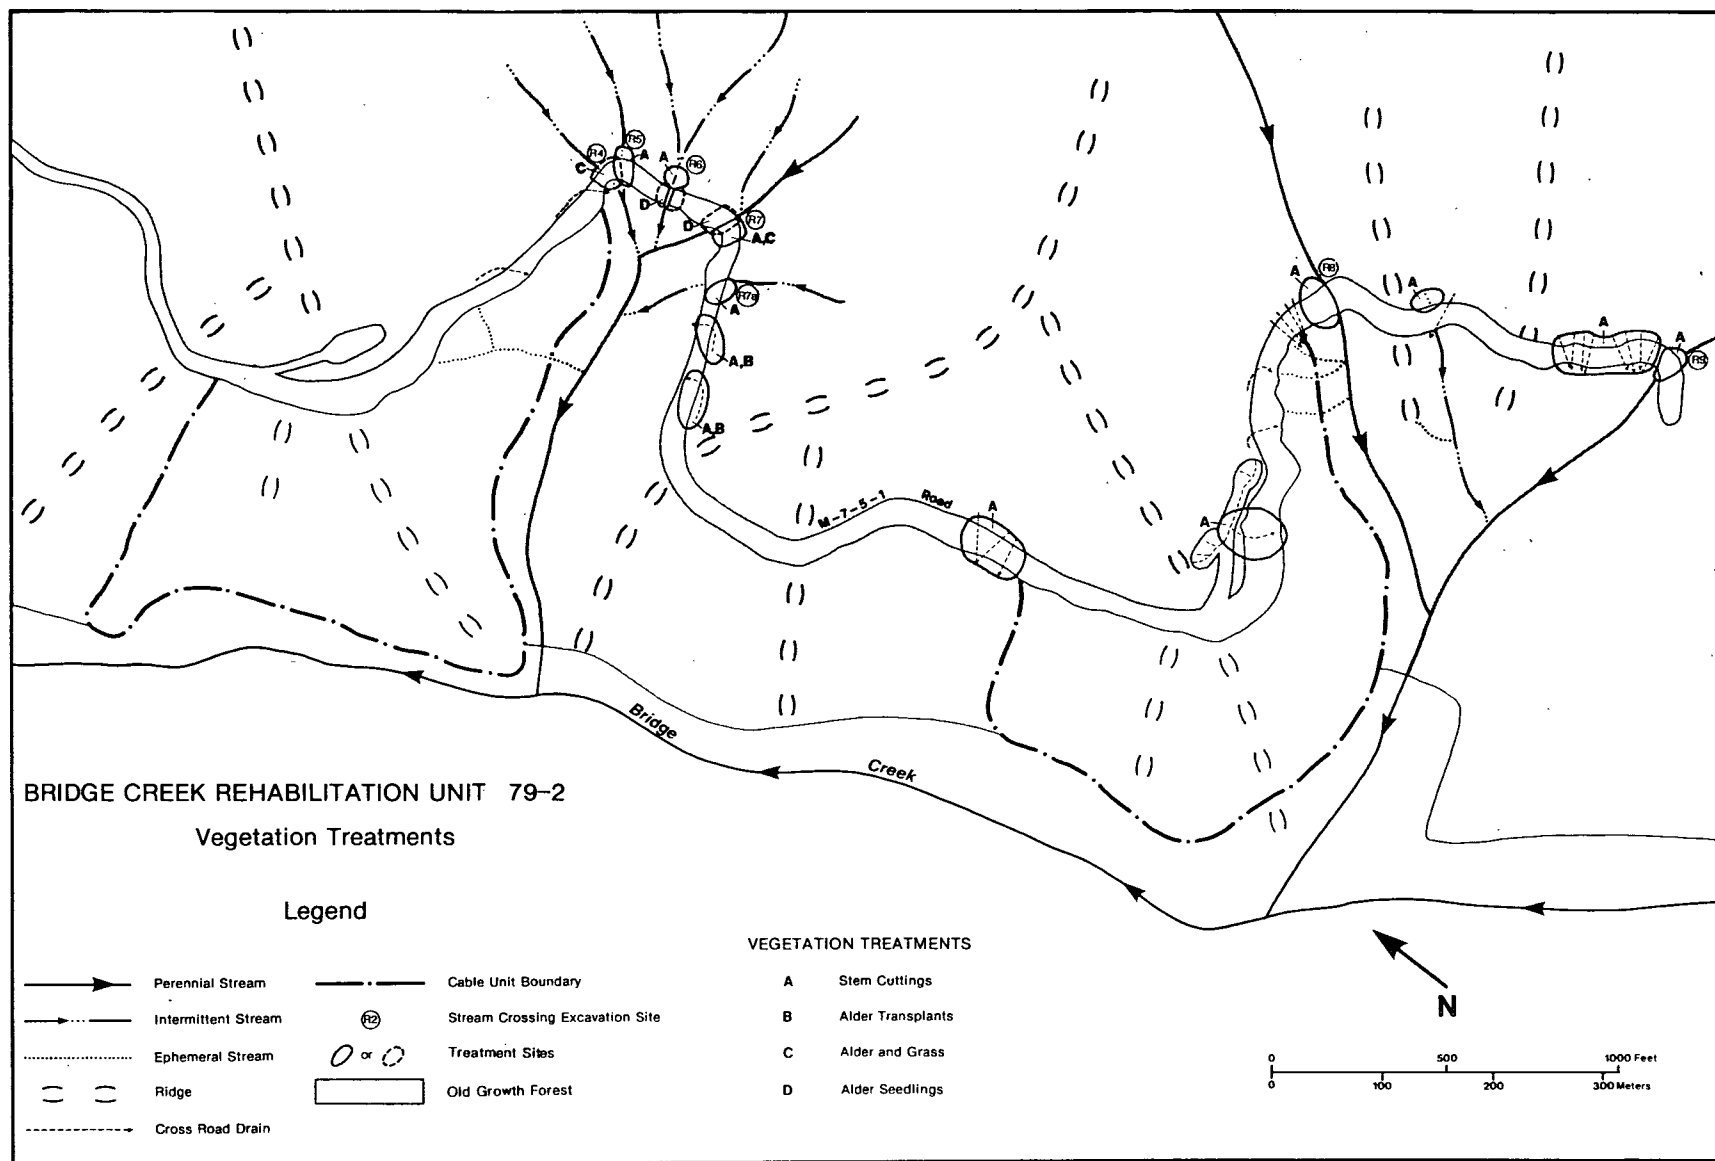 R5
R4
A
A
R6
C
D
D
R7
A,C
R7a
A
A,B
A,B
M-7-5-1 Road
A
A
A
R8
A
A
A
R9
Bridge Creek
BRIDGE CREEK REHABILITATION UNIT 79-2
Vegetation Treatments
Legend
Perennial Stream
Intermittent Stream
Ephemeral Stream
Ridge
Cross Road Drain
Cable Unit Boundary
R2 Stream Crossing Excavation Site
or Treatment Sites
Old Growth Forest
VEGETATION TREATMENTS
A Stem Cuttings
B Alder Transplants
C Alder and Grass
D Alder Seedlings
N
0 500 1000 Feet
0 100 200 300 Meters